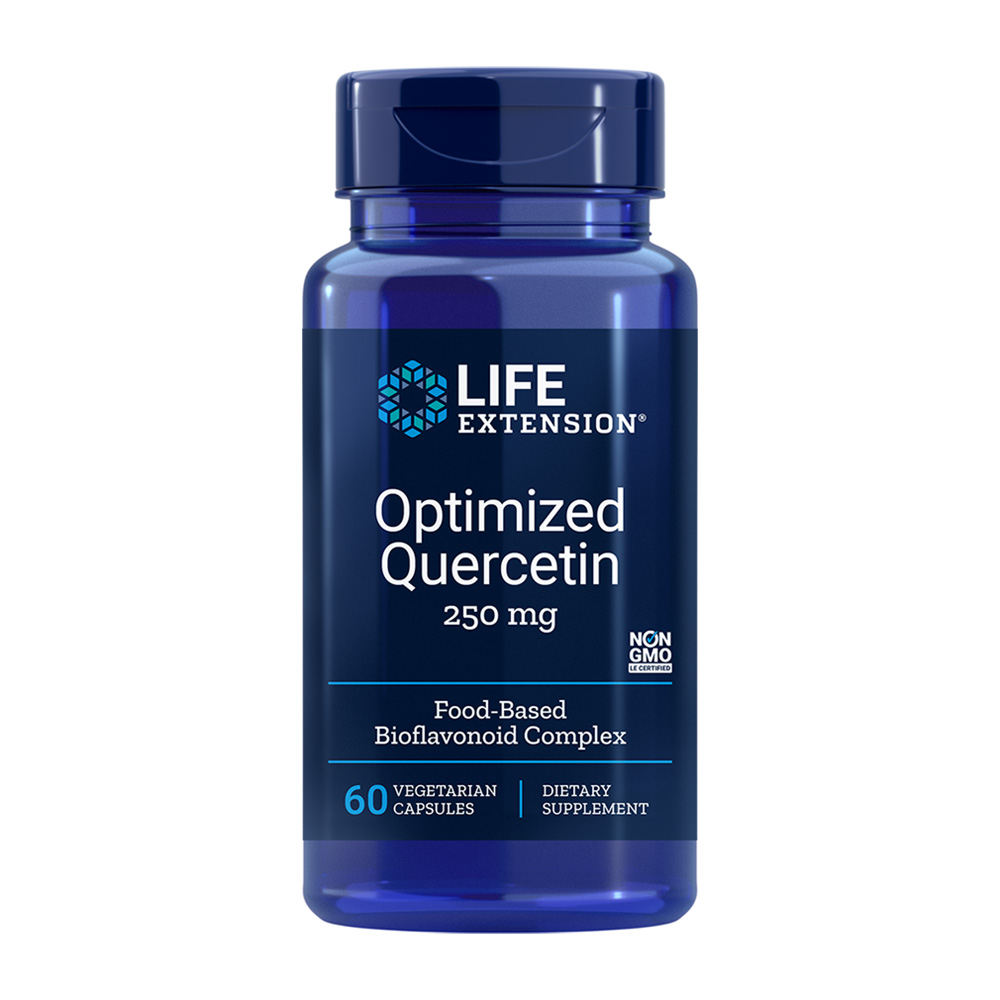 LIFE
EXTENSION®
Optimized
Quercetin
250 mg
NON
GMO
LE CERTIFIED
Food-Based
Bioflavonoid Complex
60 VEGETARIAN CAPSULES
DIETARY SUPPLEMENT